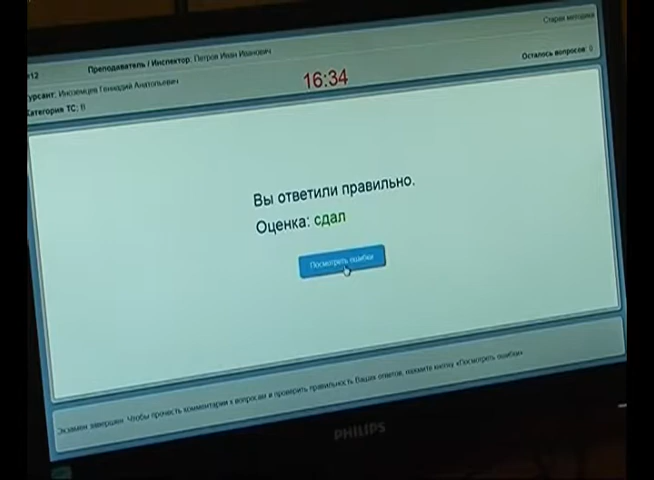 Старая методика
№12 Преподаватель / Инспектор: Петров Иван Иванович
Осталось вопросов: 0
16:34
Курсант: Иноземцев Геннадий Анатольевич
Категория ТС: B
Вы ответили правильно.
Оценка: сдал
Посмотреть ошибки
Экзамен завершен. Чтобы прочесть комментарии к вопросам и проверить правильность Ваших ответов, нажмите кнопку «Посмотреть ошибки»
PHILIPS